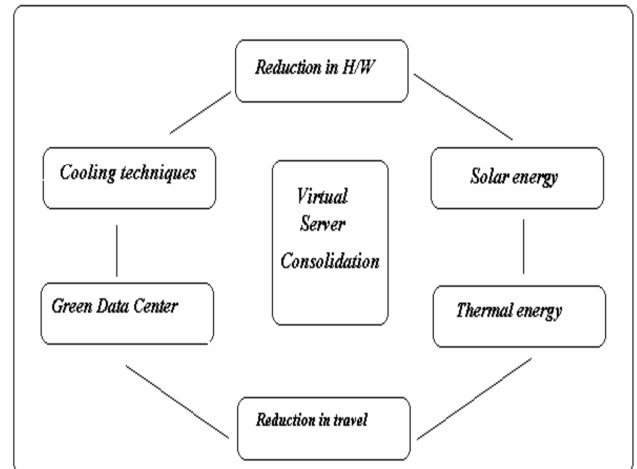 Reduction in H/W
Cooling techniques
Solar energy
Virtual
Server
Consolidation
Green Data Center
Thermal energy
Reduction in travel